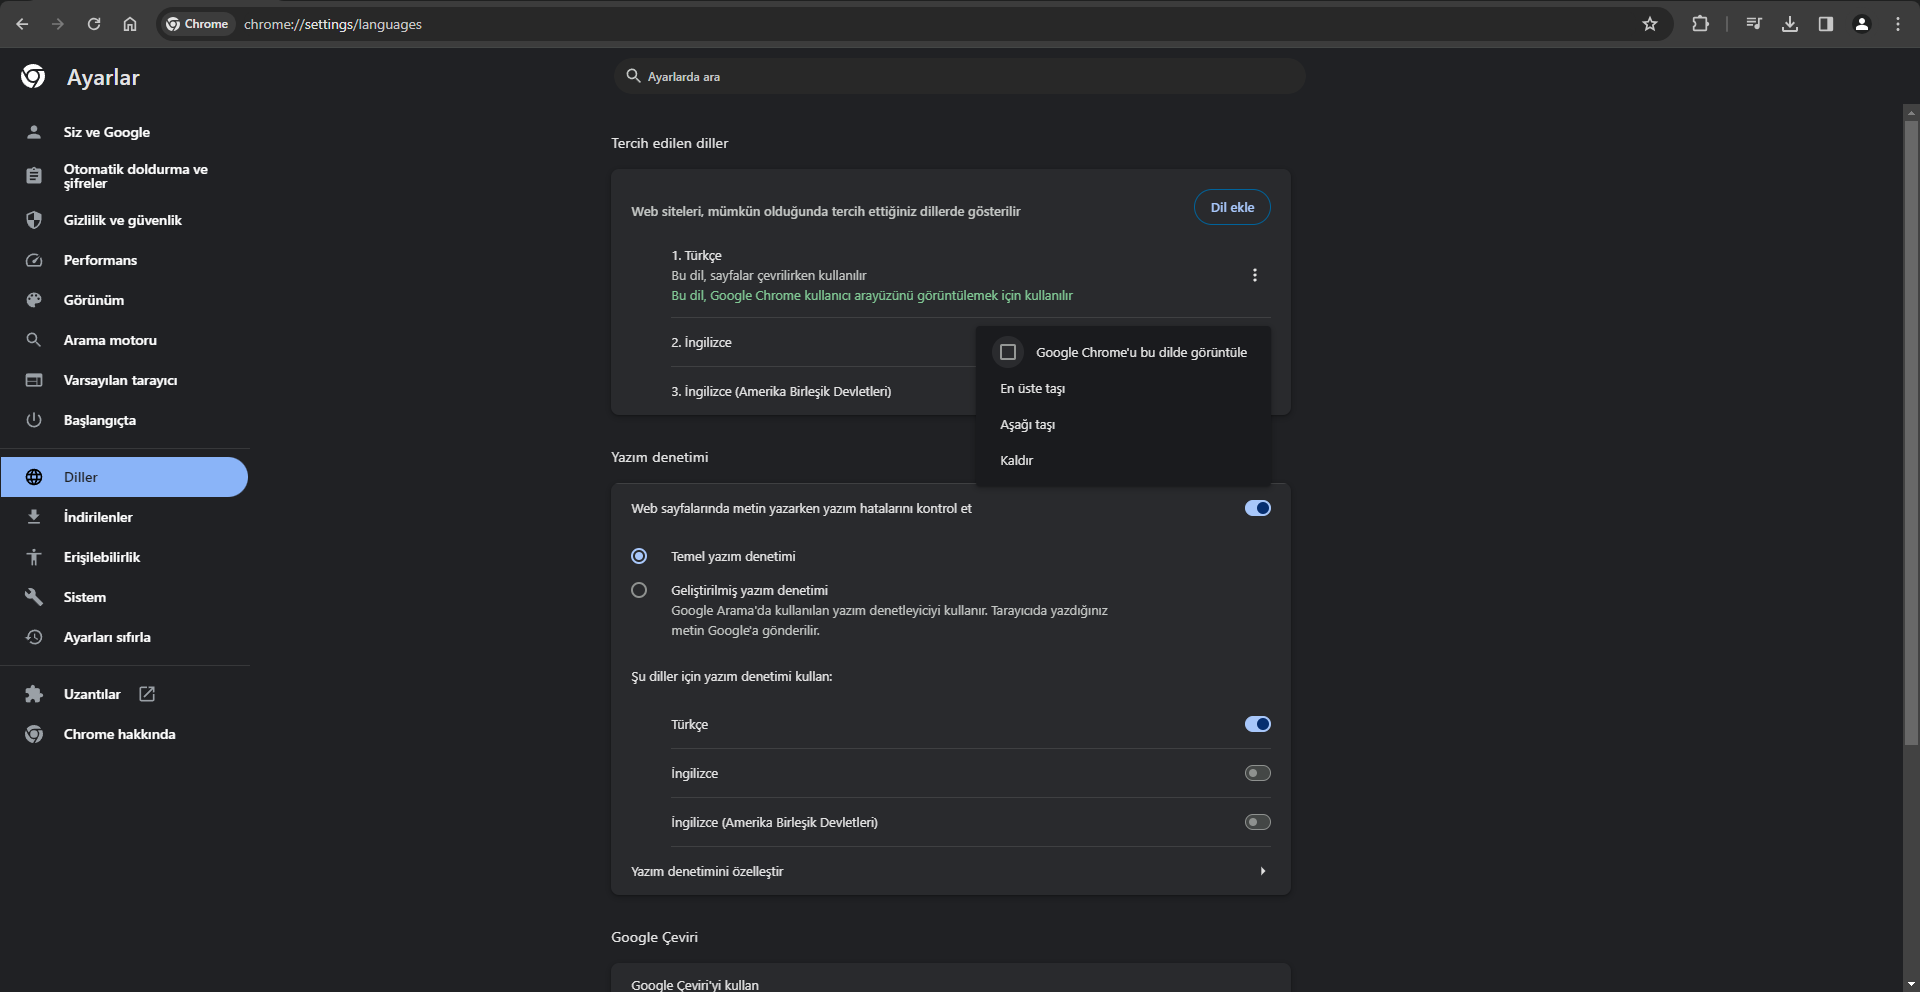 Chrome
chrome://settings/languages
Ayarlar
Ayarlarda ara
Siz ve Google
Otomatik doldurma ve
şifreler
Gizlilik ve güvenlik
Performans
Görünüm
Arama motoru
Varsayılan tarayıcı
Başlangıçta
Diller
İndirilenler
Erişilebilirlik
Sistem
Ayarları sıfırla
Uzantılar
Chrome hakkında
Tercih edilen diller
Web siteleri, mümkün olduğunda tercih ettiğiniz dillerde gösterilir
Dil ekle
1. Türkçe
Bu dil, sayfalar çevrilirken kullanılır
Bu dil, Google Chrome kullanıcı arayüzünü görüntülemek için kullanılır
2. İngilizce
3. İngilizce (Amerika Birleşik Devletleri)
Google Chrome'u bu dilde görüntüle
En üste taşı
Aşağı taşı
Kaldır
Yazım denetimi
Web sayfalarında metin yazarken yazım hatalarını kontrol et
Temel yazım denetimi
Geliştirilmiş yazım denetimi
Google Arama'da kullanılan yazım denetleyiciyi kullanır. Tarayıcıda yazdığınız
metin Google'a gönderilir.
Şu diller için yazım denetimi kullan:
Türkçe
İngilizce
İngilizce (Amerika Birleşik Devletleri)
Yazım denetimini özelleştir
Google Çeviri
Google Çeviri'yi kullan